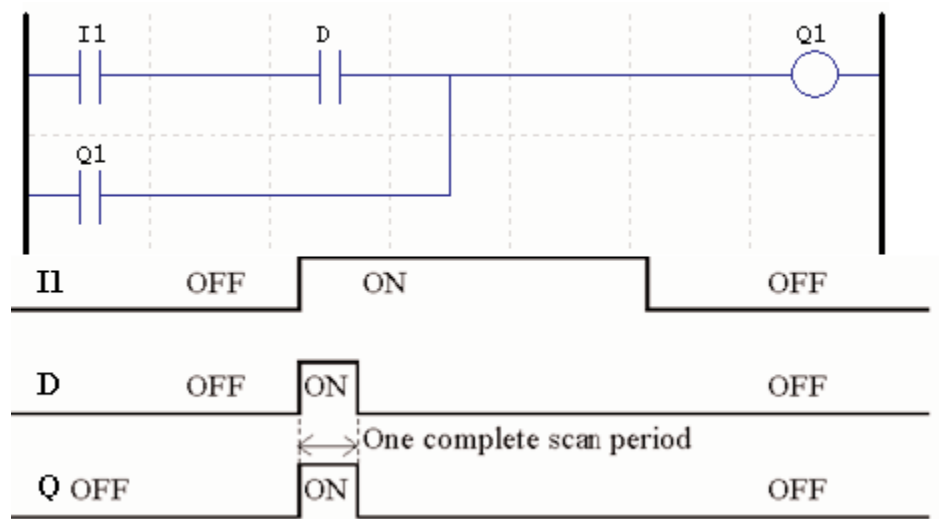 I1 D Q1
Q1
I1 OFF ON OFF
D OFF ON OFF
One complete scan period
Q OFF ON OFF